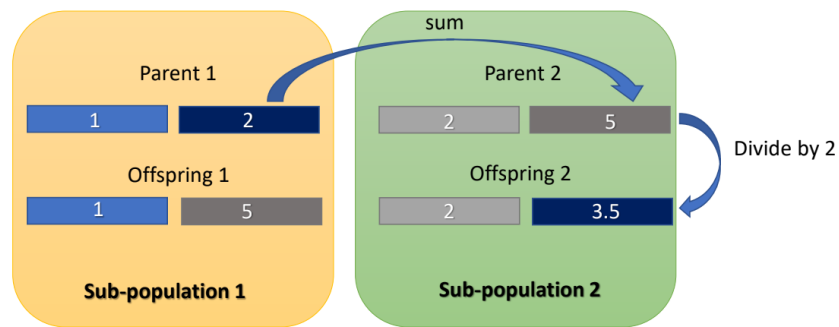 sum
Parent 1
Parent 2
1 2 2 5
Divide by 2
Offspring 1
Offspring 2
1 5 2 3.5
Sub-population 1
Sub-population 2